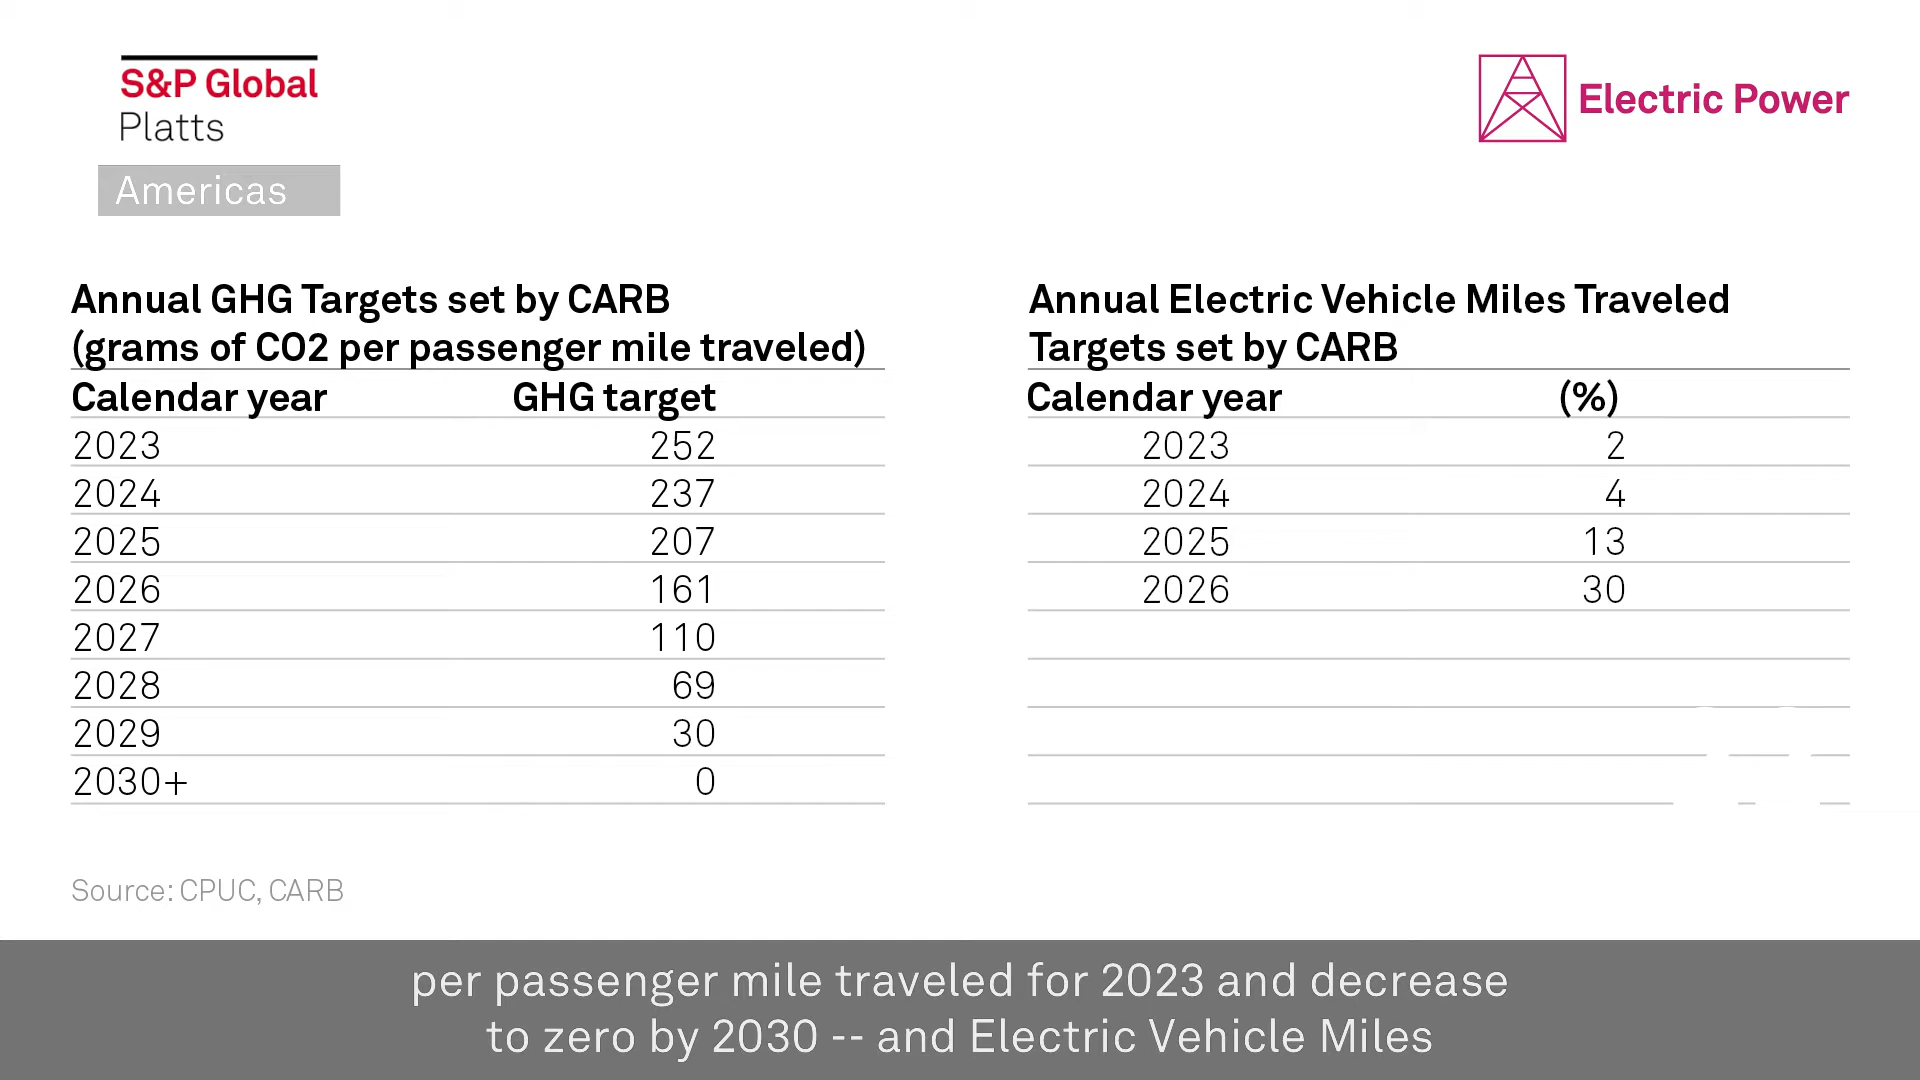 S&P Global
Platts
Americas
Electric Power
Annual GHG Targets set by CARB
(grams of CO2 per passenger mile traveled)
Calendar year GHG target
2023 252
2024 237
2025 207
2026 161
2027 110
2028 69
2029 30
2030+ 0
Annual Electric Vehicle Miles Traveled
Targets set by CARB
Calendar year (%)
2023 2
2024 4
2025 13
2026 30
Source: CPUC, CARB
per passenger mile traveled for 2023 and decrease
to zero by 2030 -- and Electric Vehicle Miles